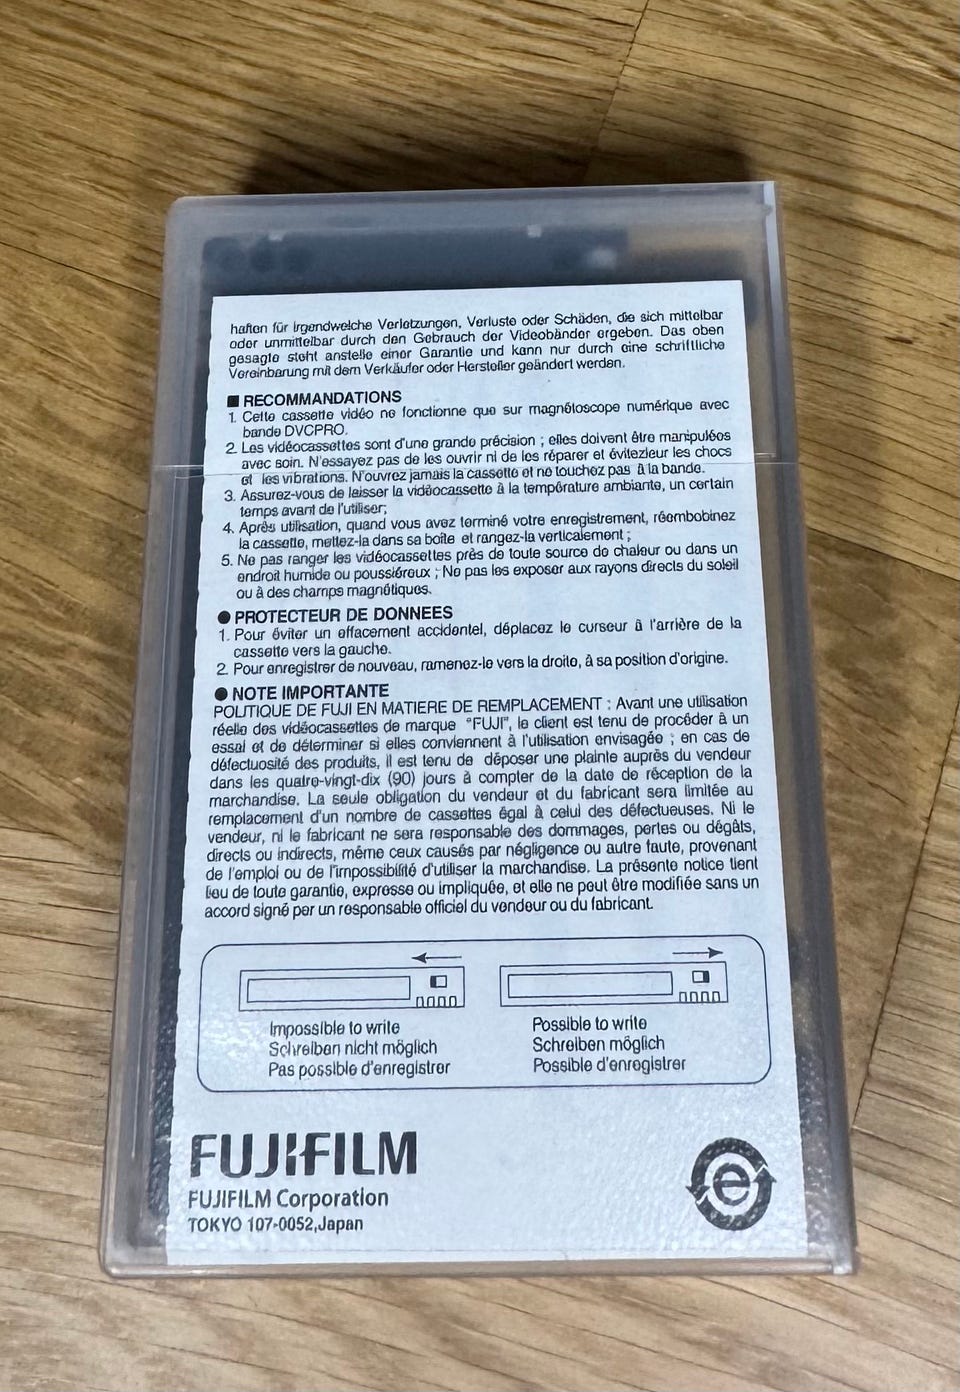 haften für irgendwelche Verletzungen, Verluste oder Schäden, die sich mittelbar
oder unmittelbar durch den Gebrauch der Videobänder ergeben. Das oben
gesagte steht anstelle einer Garantie und kann nur durch eine schriftliche
Vereinbarung mit dem Verkäufer oder Hersteller geändert werden.
■ RECOMMANDATIONS
1. Cette cassette vidéo ne fonctionne que sur magnétoscope numérique avec
bande DVCPRO.
2. Les vidéocassettes sont d'une grande précision ; elles doivent être manipulées
avec soin. N'essayez pas de les ouvrir ni de les réparer et évitezleur les chocs
et les vibrations. N'ouvrez jamais la cassette et ne touchez pas à la bande.
3. Assurez-vous de laisser la vidéocassette à la température ambiante, un certain
temps avant de l'utiliser;
4. Après utilisation, quand vous avez terminé votre enregistrement, réembobinez
la cassette, mettez-la dans sa boîte et rangez-la verticalement ;
5. Ne pas ranger les vidéocassettes près de toute source de chaleur ou dans un
endroit humide ou poussiéreux ; Ne pas les exposer aux rayons directs du soleil
ou à des champs magnétiques.
● PROTECTEUR DE DONNEES
1. Pour éviter un effacement accidentel, déplacez le curseur à l'arrière de la
cassette vers la gauche.
2. Pour enregistrer de nouveau, ramenez-le vers la droite, à sa position d'origine.
● NOTE IMPORTANTE
POLITIQUE DE FUJI EN MATIERE DE REMPLACEMENT : Avant une utilisation
réelle des vidéocassettes de marque "FUJI", le client est tenu de procéder à un
essai et de déterminer si elles conviennent à l'utilisation envisagée ; en cas de
défectuosité des produits, il est tenu de déposer une plainte auprès du vendeur
dans les quatre-vingt-dix (90) jours à compter de la date de réception de la
marchandise. La seule obligation du vendeur et du fabricant sera limitée au
remplacement d'un nombre de cassettes égal à celui des défectueuses. Ni le
vendeur, ni le fabricant ne sera responsable des dommages, pertes ou dégâts,
directs ou indirects, même ceux causés par négligence ou autre faute, provenant
de l'emploi ou de l'impossibilité d'utiliser la marchandise. La présente notice tient
lieu de toute garantie, expresse ou impliquée, et elle ne peut être modifiée sans un
accord signé par un responsable officiel du vendeur ou du fabricant.
Impossible to write
Schreiben nicht möglich
Pas possible d'enregistrer
Possible to write
Schreiben möglich
Possible d'enregistrer
FUJIFILM
FUJIFILM Corporation
TOKYO 107-0052,Japan
e